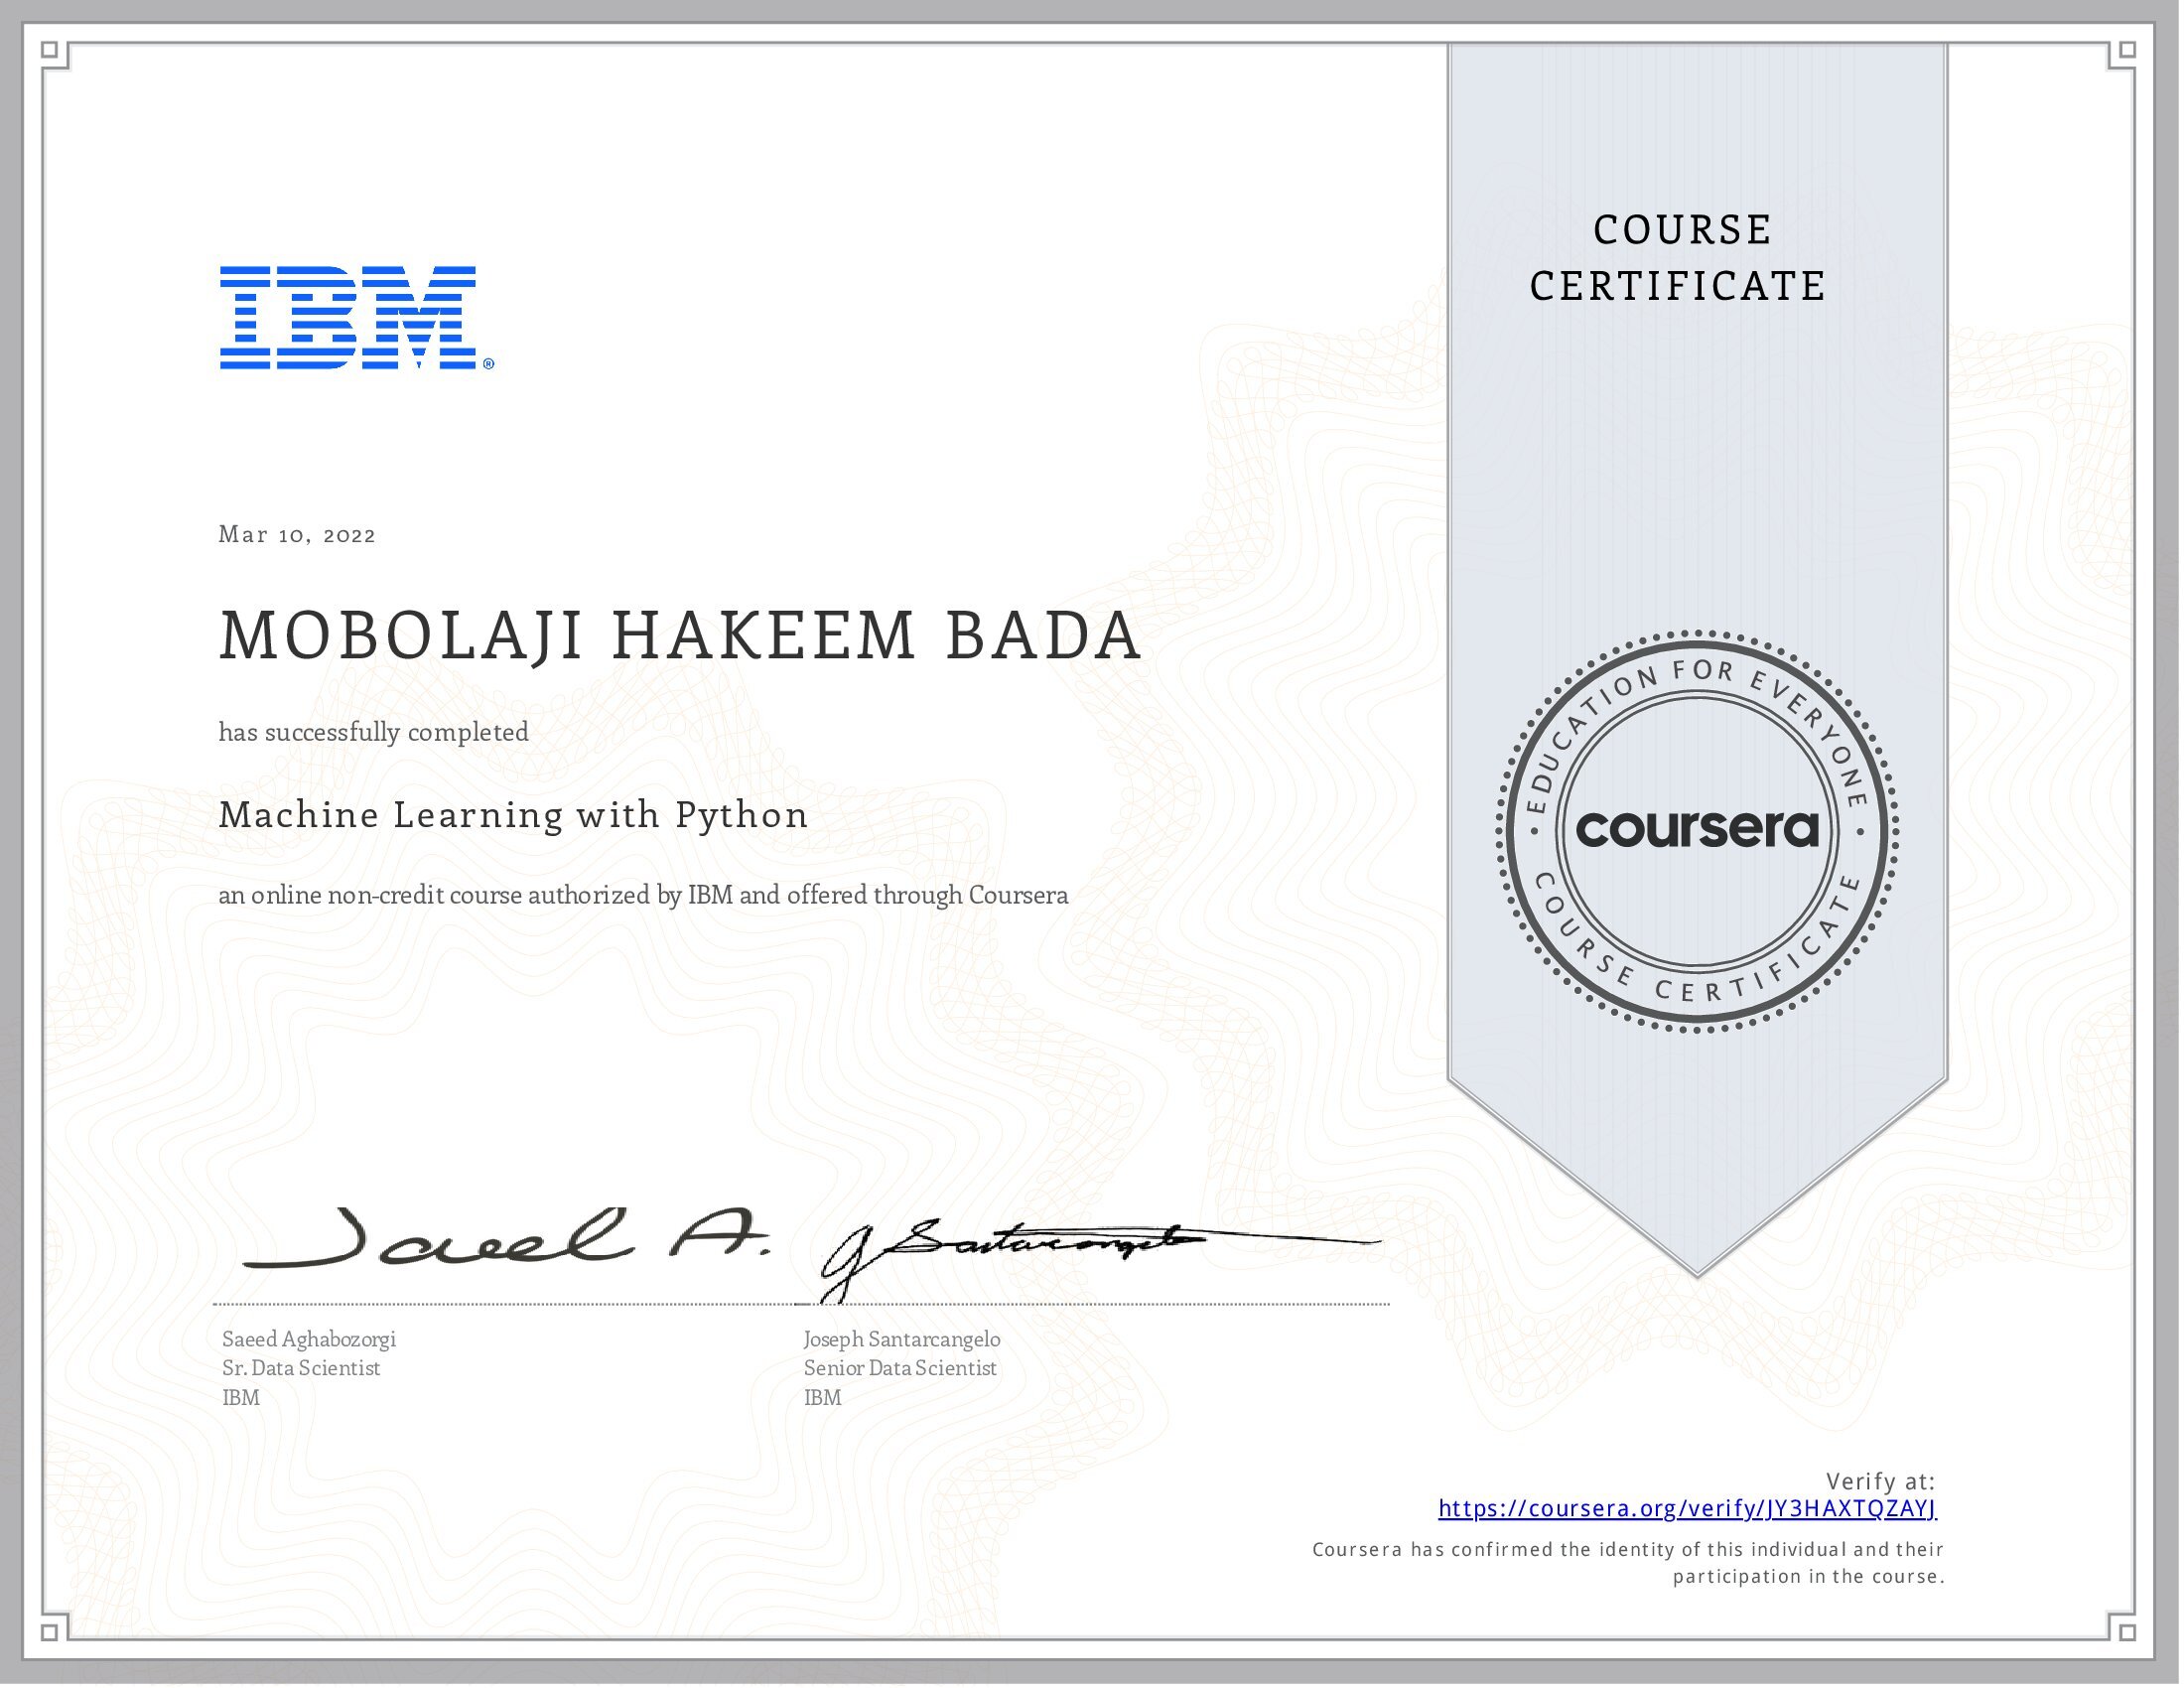 COURSE
CERTIFICATE
IBM®
Mar 10, 2022
MOBOLAJI HAKEEM BADA
has successfully completed
Machine Learning with Python
an online non-credit course authorized by IBM and offered through Coursera
EDUCATION FOR EVERYONE
coursera
COURSE CERTIFICATE
Saeed A.
J Santarcangelo
Saeed Aghabozorgi
Sr. Data Scientist
IBM
Joseph Santarcangelo
Senior Data Scientist
IBM
Verify at:
https://coursera.org/verify/JY3HAXTQZAYJ
Coursera has confirmed the identity of this individual and their
participation in the course.